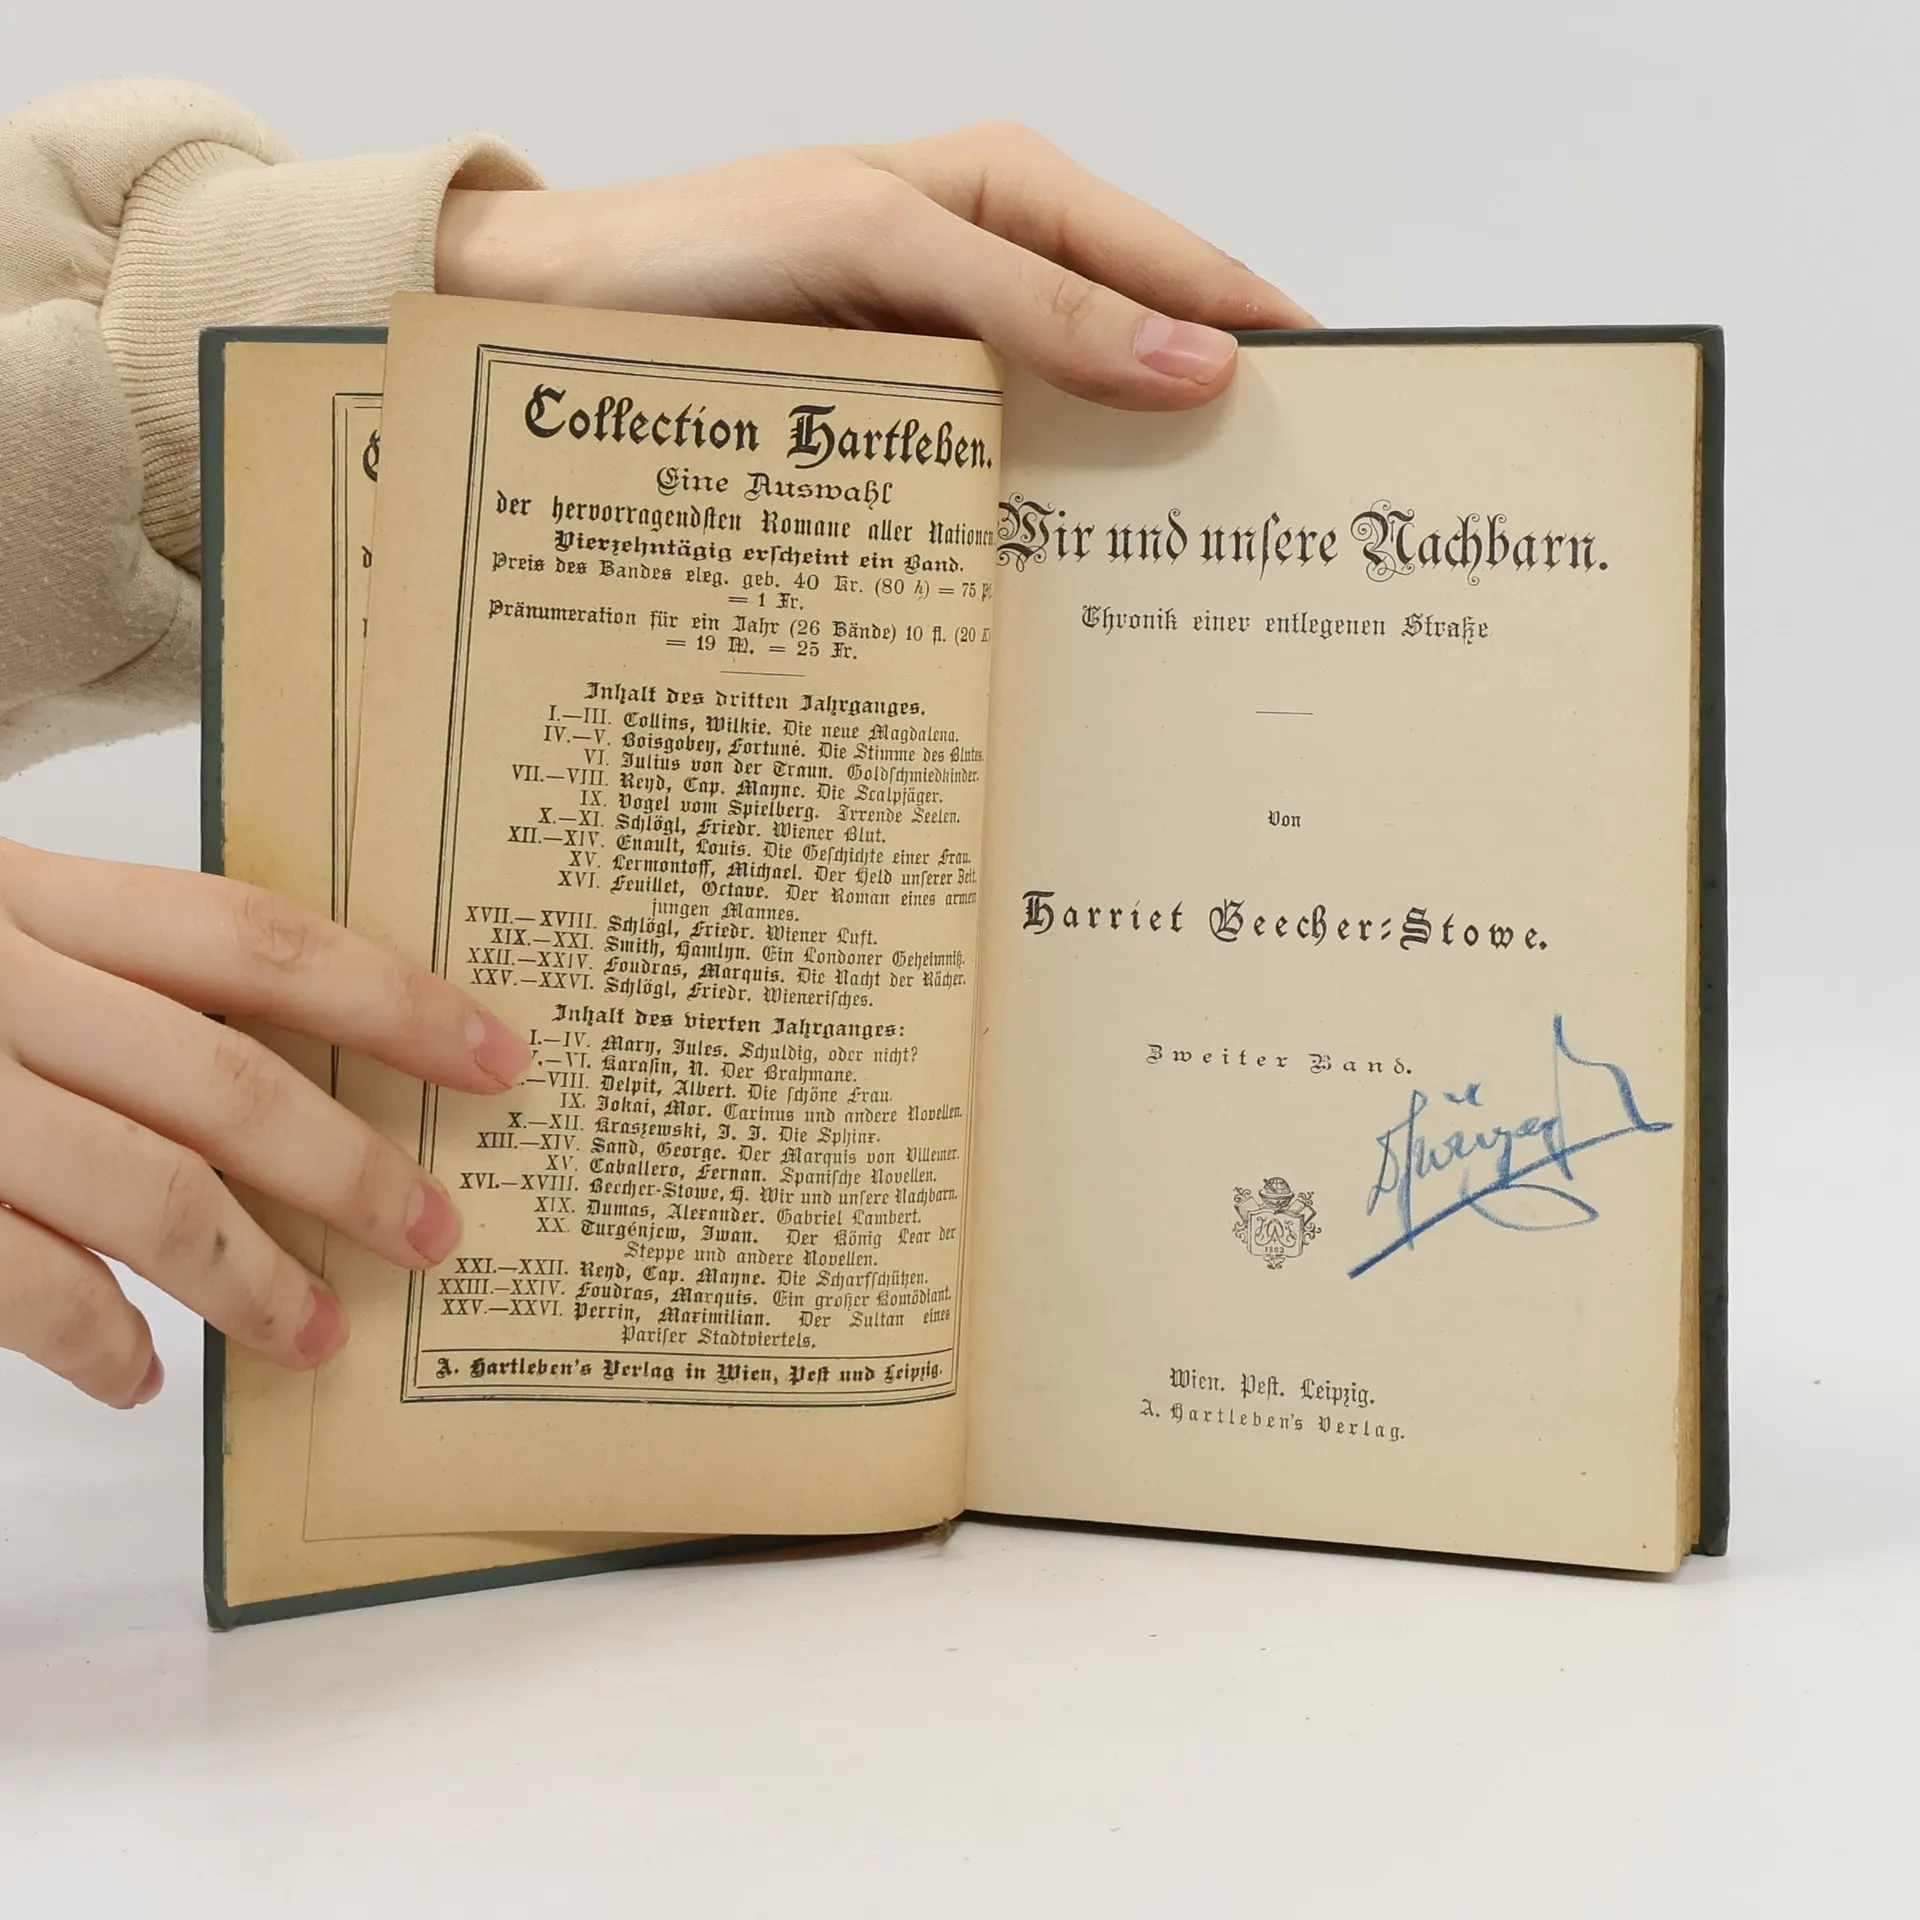 Collection Hartleben.
Eine Auswahl
der hervorragendsten Romane aller Nationen
Vierzehntägig erscheint ein Band.
Preis des Bandes eleg. geb. 40 Kr. (80 h) = 75 Pf.
= 1 Fr.
Pränumeration für ein Jahr (26 Bände) 10 fl. (20 K
= 19 M. = 25 Fr.
Inhalt des dritten Jahrganges.
I.—III. Collins, Wilkie. Die neue Magdalena.
IV.—V. Boisgobey, Fortuné. Die Stimme des Blutes.
VI. Julius von der Traun. Goldschmiedkinder.
VII.—VIII. Reyd, Cap. Mayne. Die Scalpjäger.
IX. Vogel vom Spielberg. Irrende Seelen.
X.—XI. Schlögl, Friedr. Wiener Blut.
XII.—XIV. Enault, Louis. Die Geschichte einer Frau.
XV. Lermontoff, Michael. Der Held unserer Zeit.
XVI. Feuillet, Octave. Der Roman eines armen
jungen Mannes.
XVII.—XVIII. Schlögl, Friedr. Wiener Luft.
XIX.—XXI. Smith, Hamlyn. Ein Londoner Geheimniß.
XXII.—XXIV. Foudras, Marquis. Die Nacht der Rächer.
XXV.—XXVI. Schlögl, Friedr. Wienerisches.
Inhalt des vierten Jahrganges:
I.—IV. Mary, Jules. Schuldig, oder nicht?
V.—VI. Karasin, N. Der Brahmane.
—VIII. Delpit, Albert. Die schöne Frau.
IX. Jokai, Mor. Carinus und andere Novellen.
X.—XII. Kraszewski, J. I. Die Sphinx.
XIII.—XIV. Sand, George. Der Marquis von Villemer.
XV. Caballero, Fernan. Spanische Novellen.
XVI.—XVIII. Beecher-Stowe, H. Wir und unsere Nachbarn.
XIX. Dumas, Alexander. Gabriel Lambert.
XX. Turgénjew, Iwan. Der König Lear der
Steppe und andere Novellen.
XXI.—XXII. Reyd, Cap. Mayne. Die Scharfschützen.
XXIII.—XXIV. Foudras, Marquis. Ein großer Komödiant.
XXV.—XXVI. Perrin, Maximilian. Der Sultan eines
Pariser Stadtviertels.
A. Hartleben's Verlag in Wien, Pest und Leipzig.
Wir und unsere Nachbarn.
Chronik einer entlegenen Straße
Von
Harriet Beecher-Stowe.
Zweiter Band.
1803
Wien. Pest. Leipzig.
A. Hartleben's Verlag.